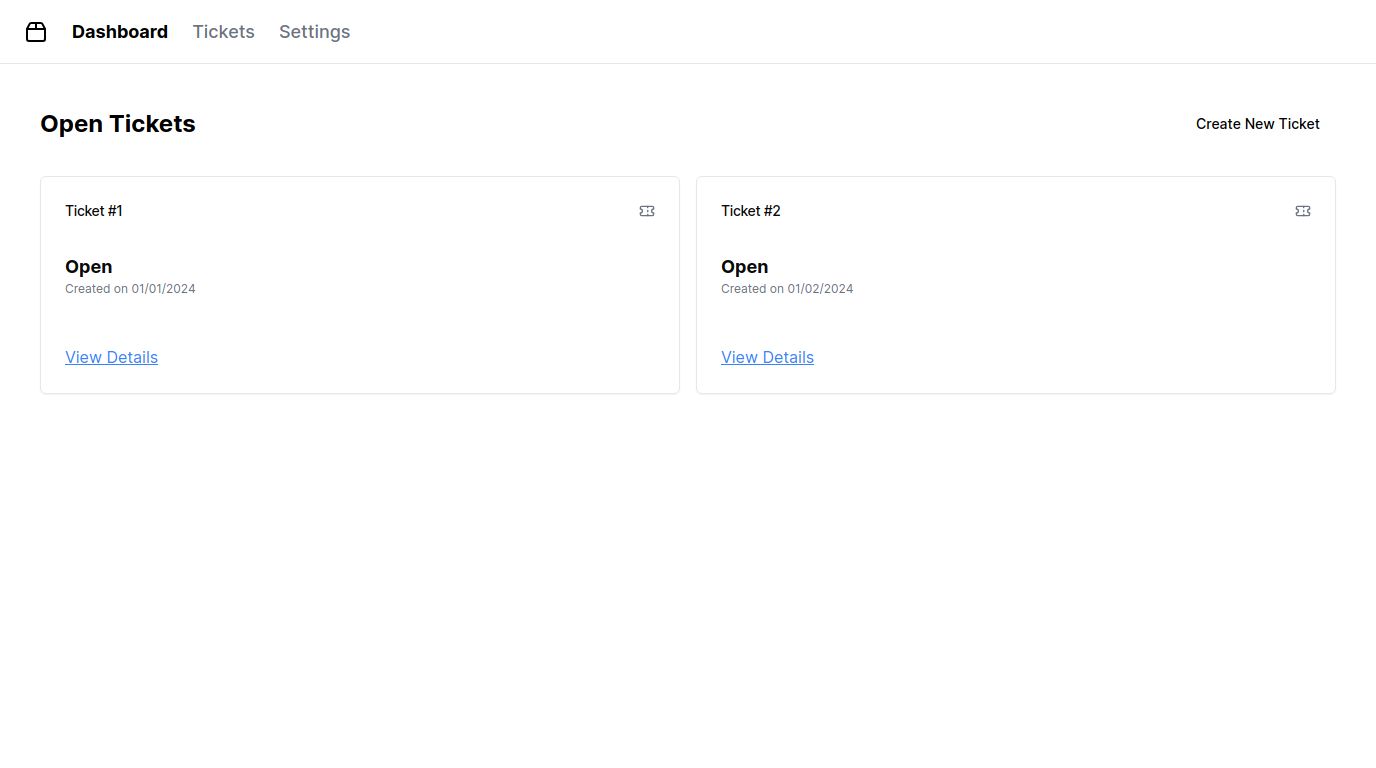 Dashboard Tickets Settings
Open Tickets
Create New Ticket
Ticket #1
Open
Created on 01/01/2024
View Details
Ticket #2
Open
Created on 01/02/2024
View Details